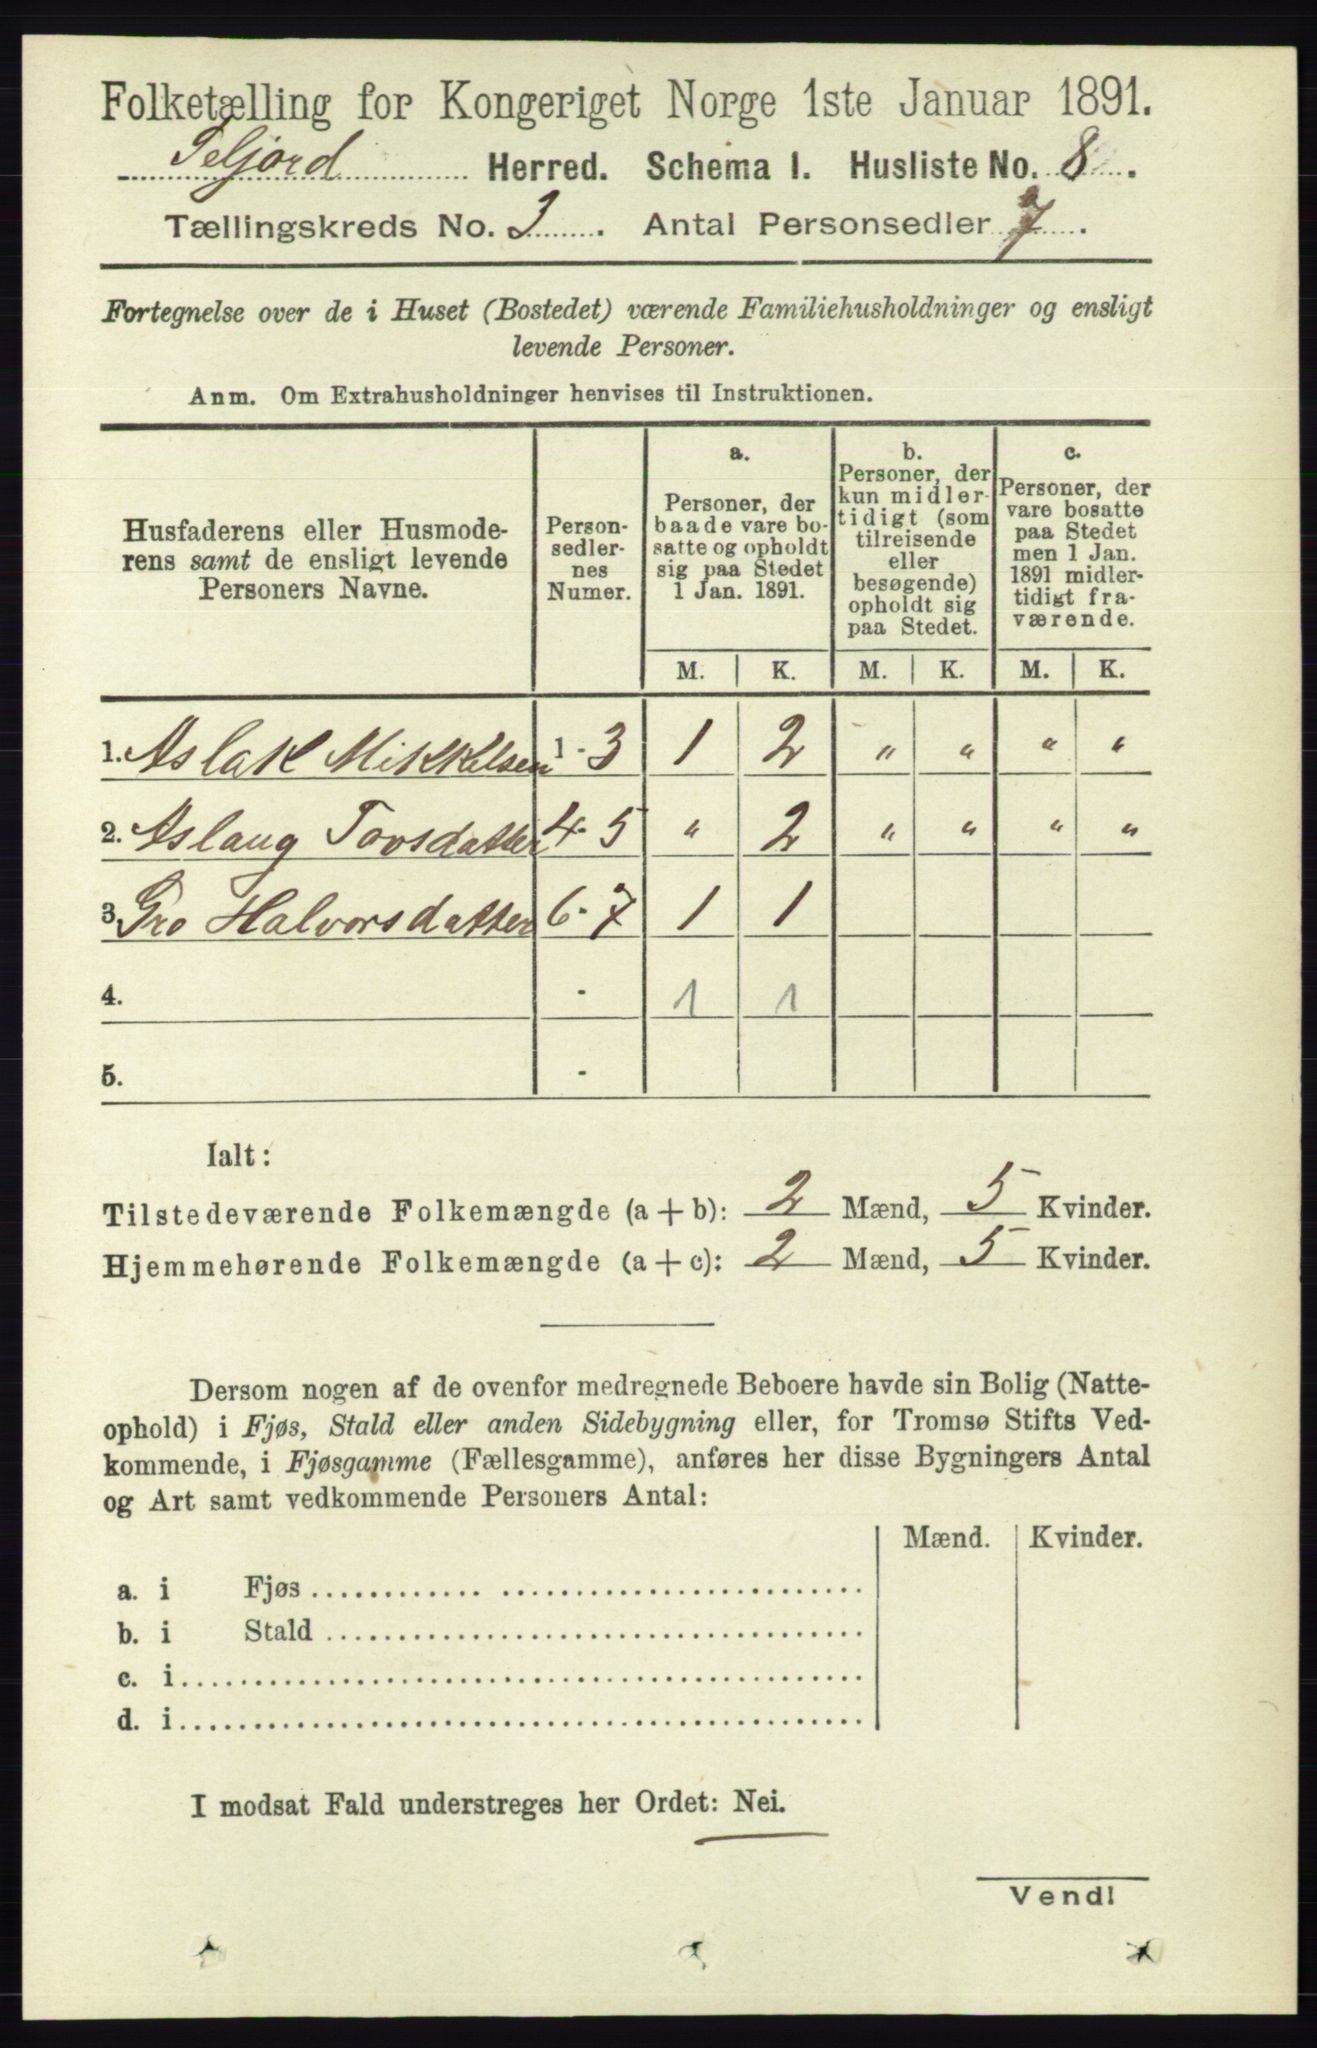 Folketælling for Kongeriget Norge 1ste Januar 1891.
Seljord Herred. Schema I. Husliste No. 8.
Tællingskreds No. 3. Antal Personsedler 7.
Fortegnelse over de i Huset (Bostedet) værende Familiehusholdninger og ensligt
levende Personer.
Anm. Om Extrahusholdninger henvises til Instruktionen.
Husfaderens eller Husmode-
rens samt de ensligt levende
Personers Navne.
Person-
sedler-
nes
Numer.
a.
Personer, der
baade vare bo-
satte og opholdt
sig paa Stedet
1 Jan. 1891.
b.
Personer, der
kun midler-
tidigt (som
tilreisende
eller
besøgende)
opholdt sig
paa Stedet.
c.
Personer, der
vare bosatte
paa Stedet
men 1 Jan.
1891 midler-
tidigt fra-
værende.
M. K. M. K. M. K.
1. Aslak Mikkelsen 1-3 1 2 " " " "
2. Aslaug Tovsdatter 4-5 " 2 " " " "
3. Gro Halvorsdatter 6-7 1 1
4. - 1 1
5. -
Ialt:
Tilstedeværende Folkemængde (a + b): 2 Mænd, 5 Kvinder.
Hjemmehørende Folkemængde (a + c): 2 Mænd, 5 Kvinder.
Dersom nogen af de ovenfor medregnede Beboere havde sin Bolig (Natte-
ophold) i Fjøs, Stald eller anden Sidebygning eller, for Tromsø Stifts Ved-
kommende, i Fjøsgamme (Fællesgamme), anføres her disse Bygningers Antal
og Art samt vedkommende Personers Antal:
Mænd. Kvinder.
a. i Fjøs
b. i Stald
c. i
d. i
I modsat Fald understreges her Ordet: Nei.
Vend!